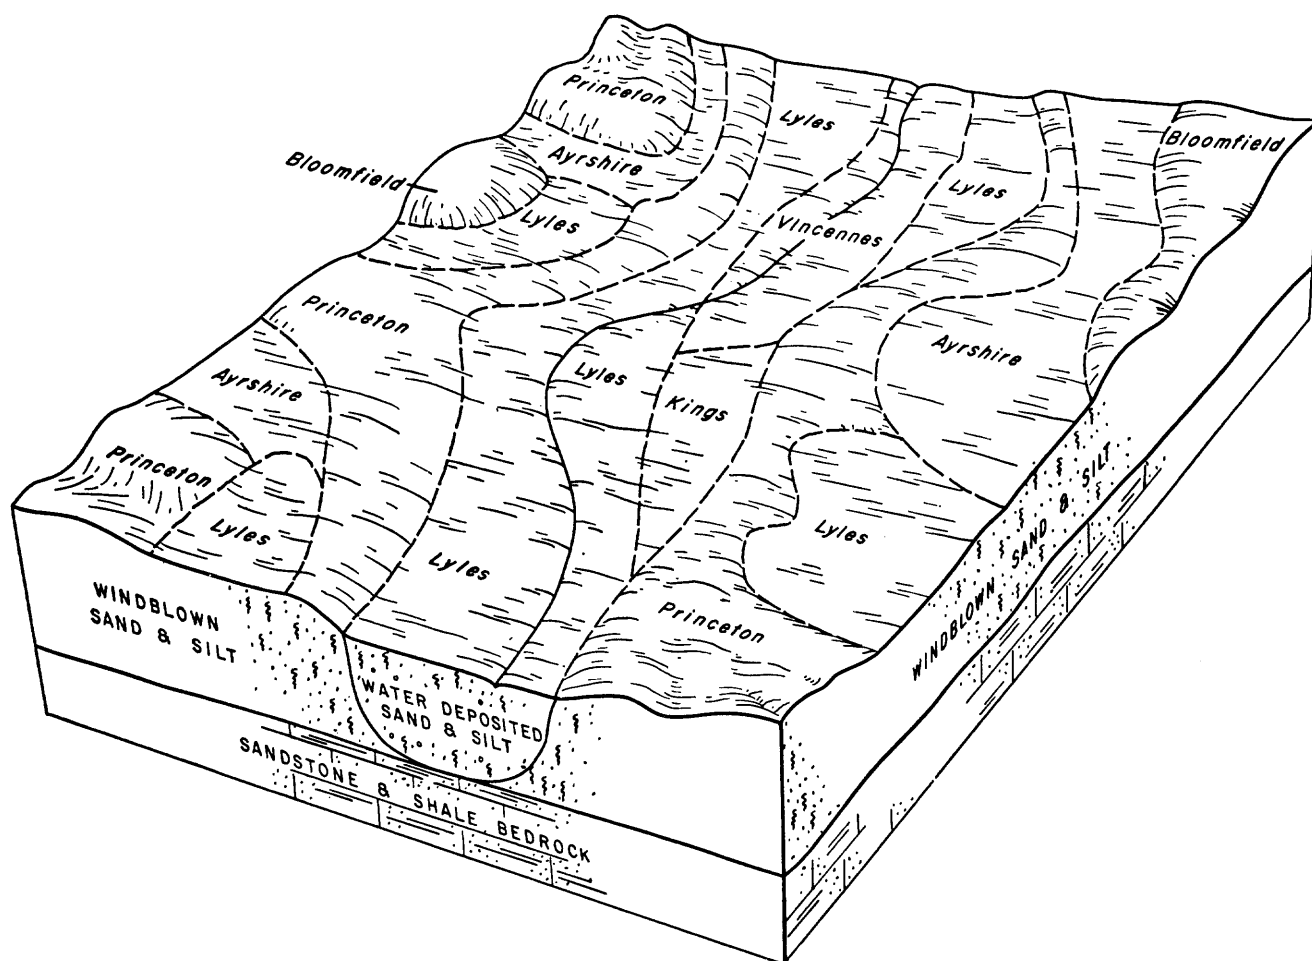 Princeton
Lyles
Bloomfield
Ayrshire
Bloomfield
Lyles
Lyles
Vincennes
Princeton
Ayrshire
Lyles
Ayrshire
Kings
Princeton
Lyles
Lyles
Lyles
Princeton
WINDBLOWN
SAND & SILT
WATER DEPOSITED
SAND & SILT
SANDSTONE & SHALE BEDROCK
WINDBLOWN SAND & SILT